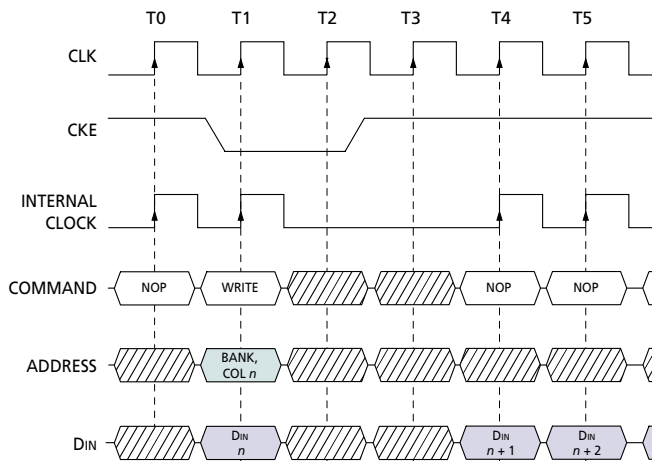 T0 T1 T2 T3 T4 T5
CLK
CKE
INTERNAL
CLOCK
COMMAND NOP WRITE NOP NOP
ADDRESS BANK,
COL n
DIN DIN
n DIN
n + 1 DIN
n + 2